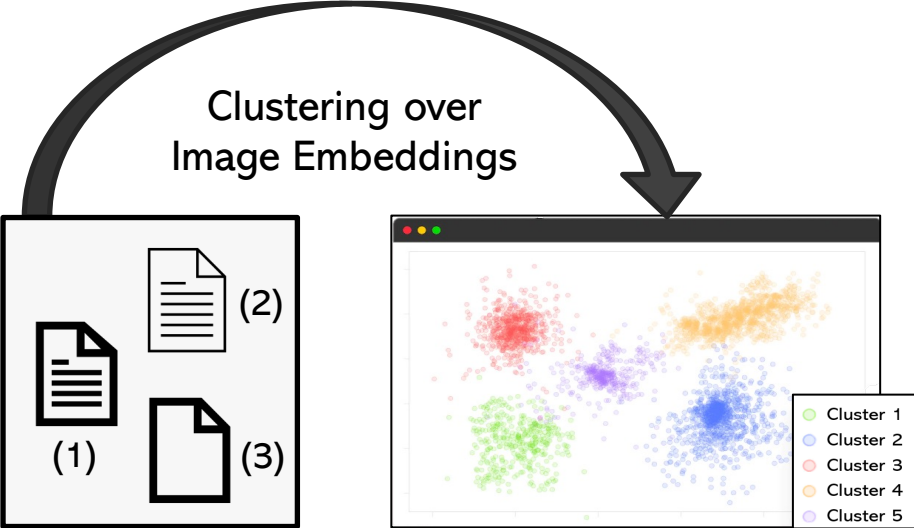 Clustering over
Image Embeddings
(2)
(1)
(3)
Cluster 1
Cluster 2
Cluster 3
Cluster 4
Cluster 5